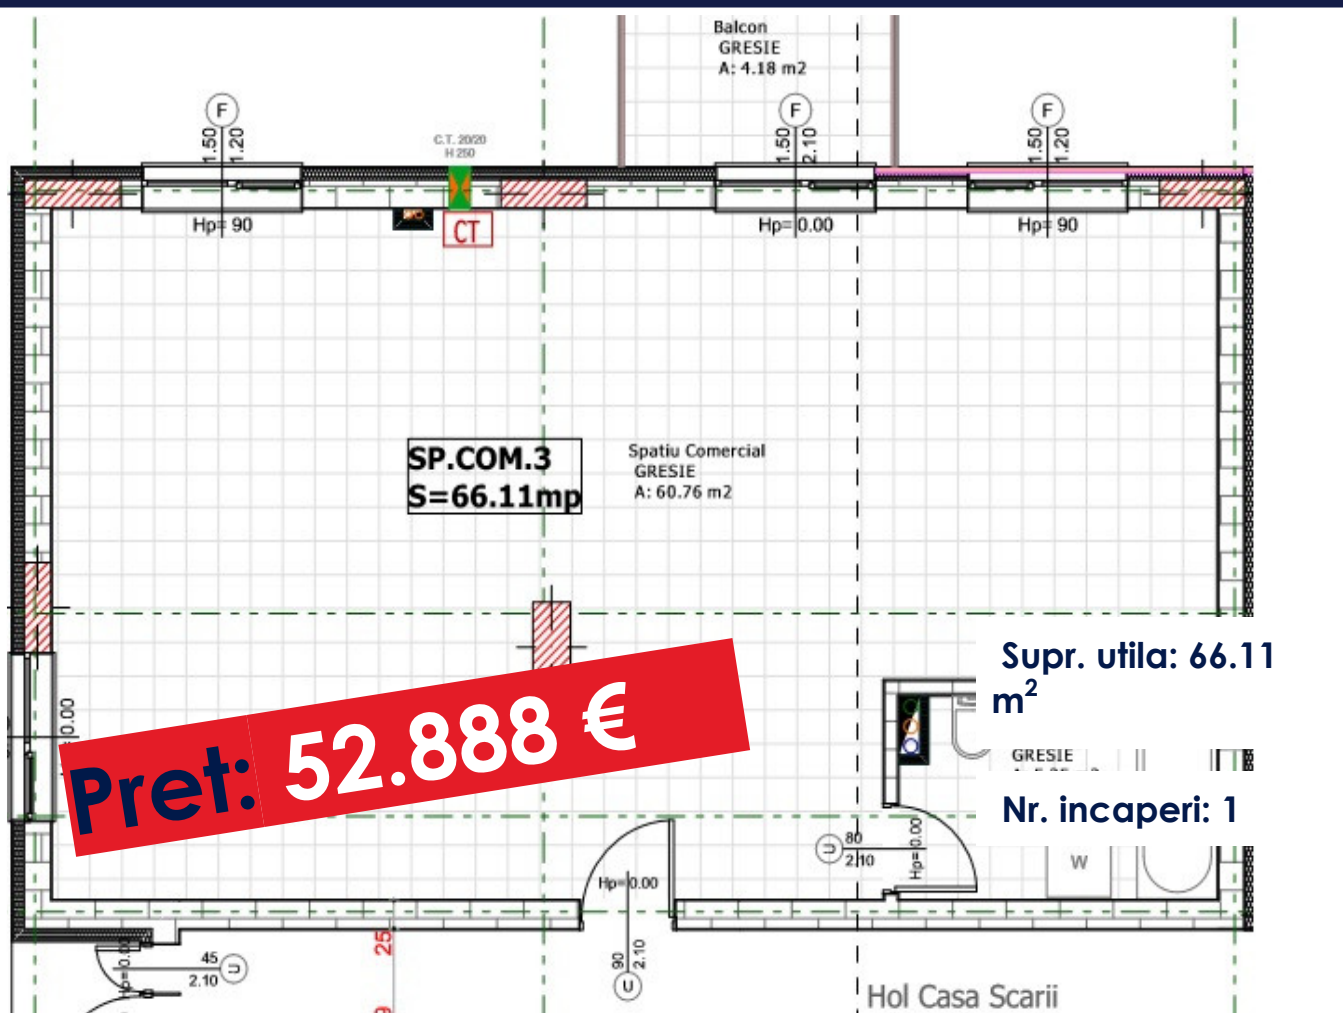 Balcon
GRESIE
A: 4.18 m2
F
1.50
1.20
C.T. 20/20
H 250
F
1.50
2.10
F
1.50
1.20
Hp= 90
CT
Hp= 0.00
Hp= 90
SP.COM.3
S=66.11mp
Spatiu Comercial
GRESIE
A: 60.76 m2
Supr. utila: 66.11
m²
0.00
Pret: 52.888 €
GRESIE
Nr. incaperi: 1
U
80
2.10
Hp=0.00
W
Hp=0.00
25
Hp=0.00
45
2.10
U
90
2.10
U
Hol Casa Scarii